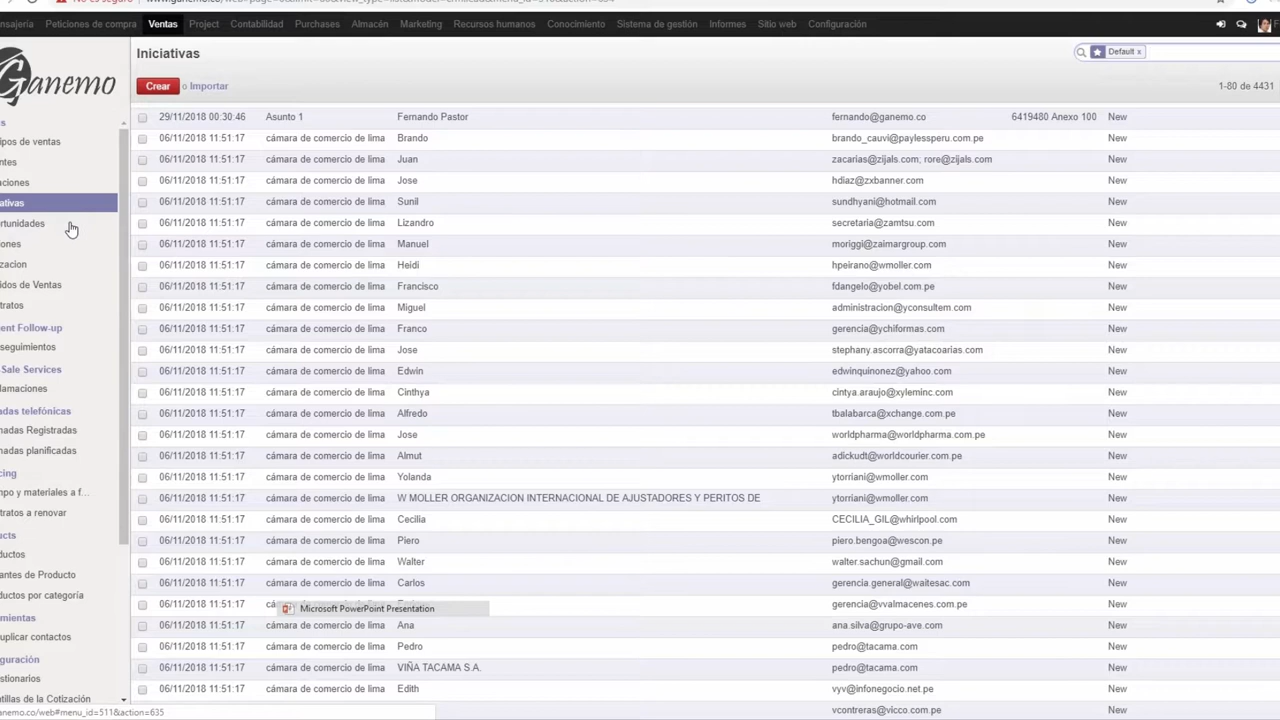 No es seguro www.ganemo.co/web
nsajería Peticiones de compra Ventas Project Contabilidad Purchases Almacén Marketing Recursos humanos Conocimiento Sistema de gestión Informes Sitio web Configuración
Ganemo
Iniciativas
Default x
Crear o Importar
1-80 de 4431
s
ipos de ventas
ntes
aciones
ativas
rtunidades
ones
zacion
idos de Ventas
tratos
ent Follow-up
seguimientos
-Sale Services
lamaciones
adas telefónicas
nadas Registradas
nadas planificadas
cing
npo y materiales a f...
tratos a renovar
ucts
ductos
antes de Producto
ductos por categoría
mientas
uplicar contactos
guración
stionarios
ntillas de la Cotización
29/11/2018 00:30:46 Asunto 1 Fernando Pastor fernando@ganemo.co 6419480 Anexo 100 New
06/11/2018 11:51:17 cámara de comercio de lima Brando brando_cauvi@paylessperu.com.pe New
06/11/2018 11:51:17 cámara de comercio de lima Juan zacarias@zijals.com; rore@zijals.com New
06/11/2018 11:51:17 cámara de comercio de lima Jose hdiaz@zxbanner.com New
06/11/2018 11:51:17 cámara de comercio de lima Sunil sundhyani@hotmail.com New
06/11/2018 11:51:17 cámara de comercio de lima Lizandro secretaria@zamtsu.com New
06/11/2018 11:51:17 cámara de comercio de lima Manuel moriggi@zaimargroup.com New
06/11/2018 11:51:17 cámara de comercio de lima Heidi hpeirano@wmoller.com New
06/11/2018 11:51:17 cámara de comercio de lima Francisco fdangelo@yobel.com.pe New
06/11/2018 11:51:17 cámara de comercio de lima Miguel administracion@yconsultem.com New
06/11/2018 11:51:17 cámara de comercio de lima Franco gerencia@ychiformas.com New
06/11/2018 11:51:17 cámara de comercio de lima Jose stephany.ascorra@yatacoarias.com New
06/11/2018 11:51:17 cámara de comercio de lima Edwin edwinquinonez@yahoo.com New
06/11/2018 11:51:17 cámara de comercio de lima Cinthya cintya.araujo@xyleminc.com New
06/11/2018 11:51:17 cámara de comercio de lima Alfredo tbalabarca@xchange.com.pe New
06/11/2018 11:51:17 cámara de comercio de lima Jose worldpharma@worldpharma.com.pe New
06/11/2018 11:51:17 cámara de comercio de lima Almut adickudt@worldcourier.com.pe New
06/11/2018 11:51:17 cámara de comercio de lima Yolanda ytorriani@wmoller.com New
06/11/2018 11:51:17 cámara de comercio de lima W MOLLER ORGANIZACION INTERNACIONAL DE AJUSTADORES Y PERITOS DE ytorriani@wmoller.com New
06/11/2018 11:51:17 cámara de comercio de lima Cecilia CECILIA_GIL@whirlpool.com New
06/11/2018 11:51:17 cámara de comercio de lima Piero piero.bengoa@wescon.pe New
06/11/2018 11:51:17 cámara de comercio de lima Walter walter.sachun@gmail.com New
06/11/2018 11:51:17 cámara de comercio de lima Carlos gerencia.general@waitesac.com New
06/11/2018 11:51:17 gerencia@vvalmacenes.com.pe New
Microsoft PowerPoint Presentation
06/11/2018 11:51:17 cámara de comercio de lima Ana ana.silva@grupo-ave.com New
06/11/2018 11:51:17 cámara de comercio de lima Pedro pedro@tacama.com New
06/11/2018 11:51:17 cámara de comercio de lima VIÑA TACAMA S.A. pedro@tacama.com New
06/11/2018 11:51:17 cámara de comercio de lima Edith vyv@infonegocio.net.pe New
vcontreras@vicco.com.pe New
anemo.co/web#menu_id=511&action=635